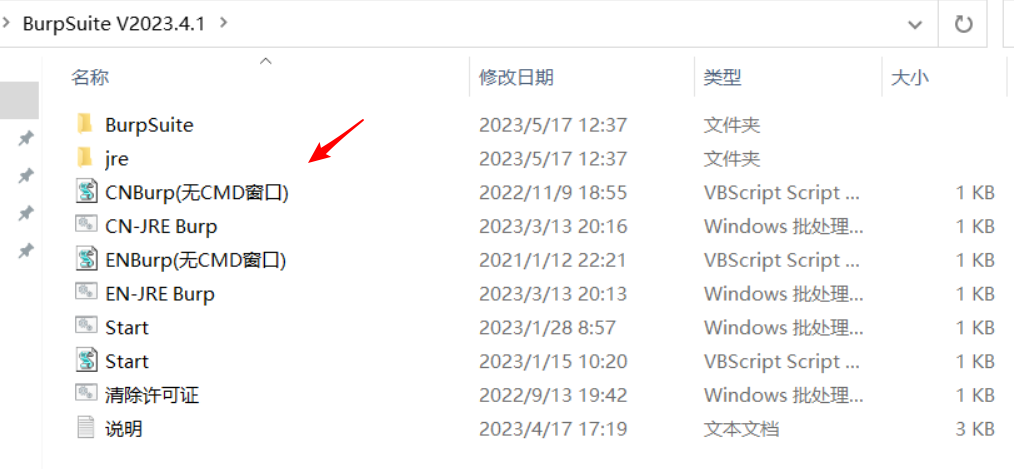 BurpSuite V2023.4.1
名称 修改日期 类型 大小
BurpSuite 2023/5/17 12:37 文件夹
jre 2023/5/17 12:37 文件夹
CNBurp(无CMD窗口) 2022/11/9 18:55 VBScript Script ... 1 KB
CN-JRE Burp 2023/3/13 20:16 Windows 批处理... 1 KB
ENBurp(无CMD窗口) 2021/1/12 22:21 VBScript Script ... 1 KB
EN-JRE Burp 2023/3/13 20:13 Windows 批处理... 1 KB
Start 2023/1/28 8:57 Windows 批处理... 1 KB
Start 2023/1/15 10:20 VBScript Script ... 1 KB
清除许可证 2022/9/13 19:42 Windows 批处理... 1 KB
说明 2023/4/17 17:19 文本文档 3 KB